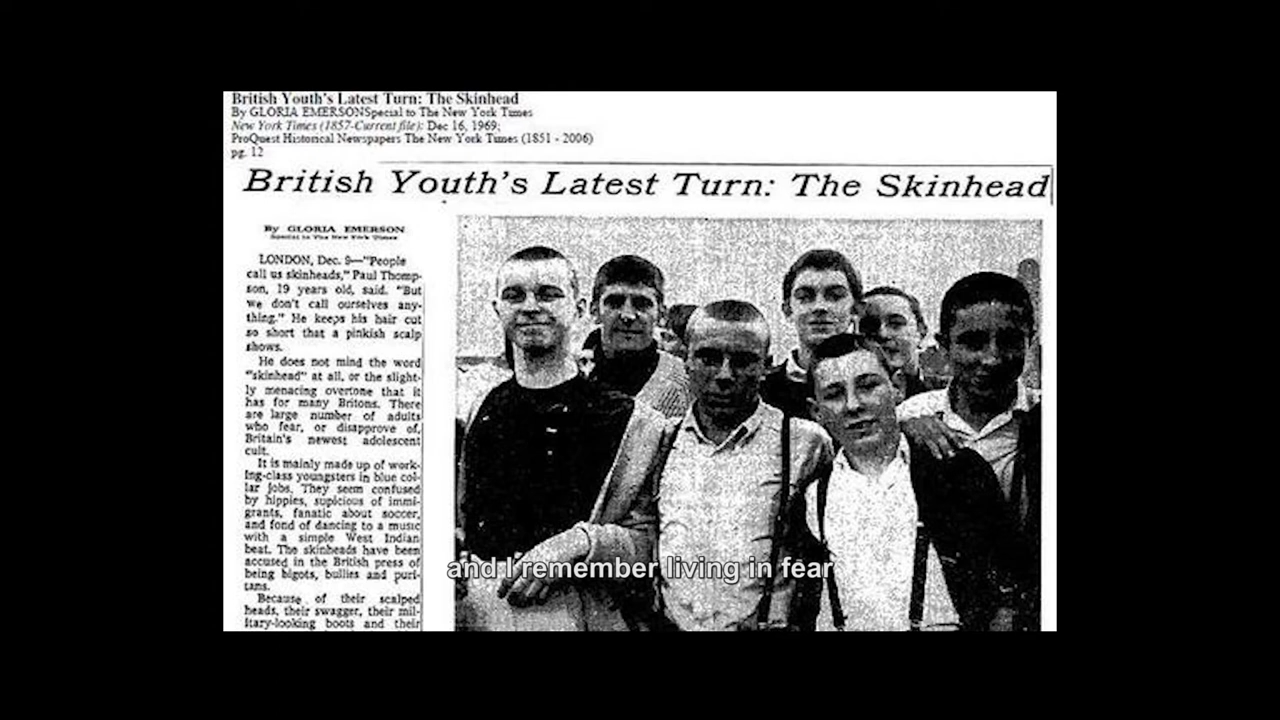 British Youth's Latest Turn: The Skinhead
By GLORIA EMERSONSpecial to The New York Times
New York Times (1857-Current file); Dec 16, 1969;
ProQuest Historical Newspapers The New York Times (1851 - 2006)
pg. 12
British Youth's Latest Turn: The Skinhead
By GLORIA EMERSON
Special to The New York Times
LONDON, Dec. 9—"People
call us skinheads," Paul Thomp-
son, 19 years old, said. "But
we don't call ourselves any-
thing." He keeps his hair cut
so short that a pinkish scalp
shows.
He does not mind the word
"skinhead" at all, or the slight-
ly menacing overtone that it
has for many Britons. There
are large number of adults
who fear, or disapprove of,
Britain's newest adolescent
cult.
It is mainly made up of work-
ing-class youngsters in blue col-
lar jobs. They seem confused
by hippies, supicious of immi-
grants, fanatic about soccer,
and fond of dancing to a music
with a simple West Indian
beat. The skinheads have been
accused in the British press of
being bigots, bullies and puri-
tans.
Because of their scalped
heads, their swagger, their mil-
itary-looking boots and their
and I remember living in fear